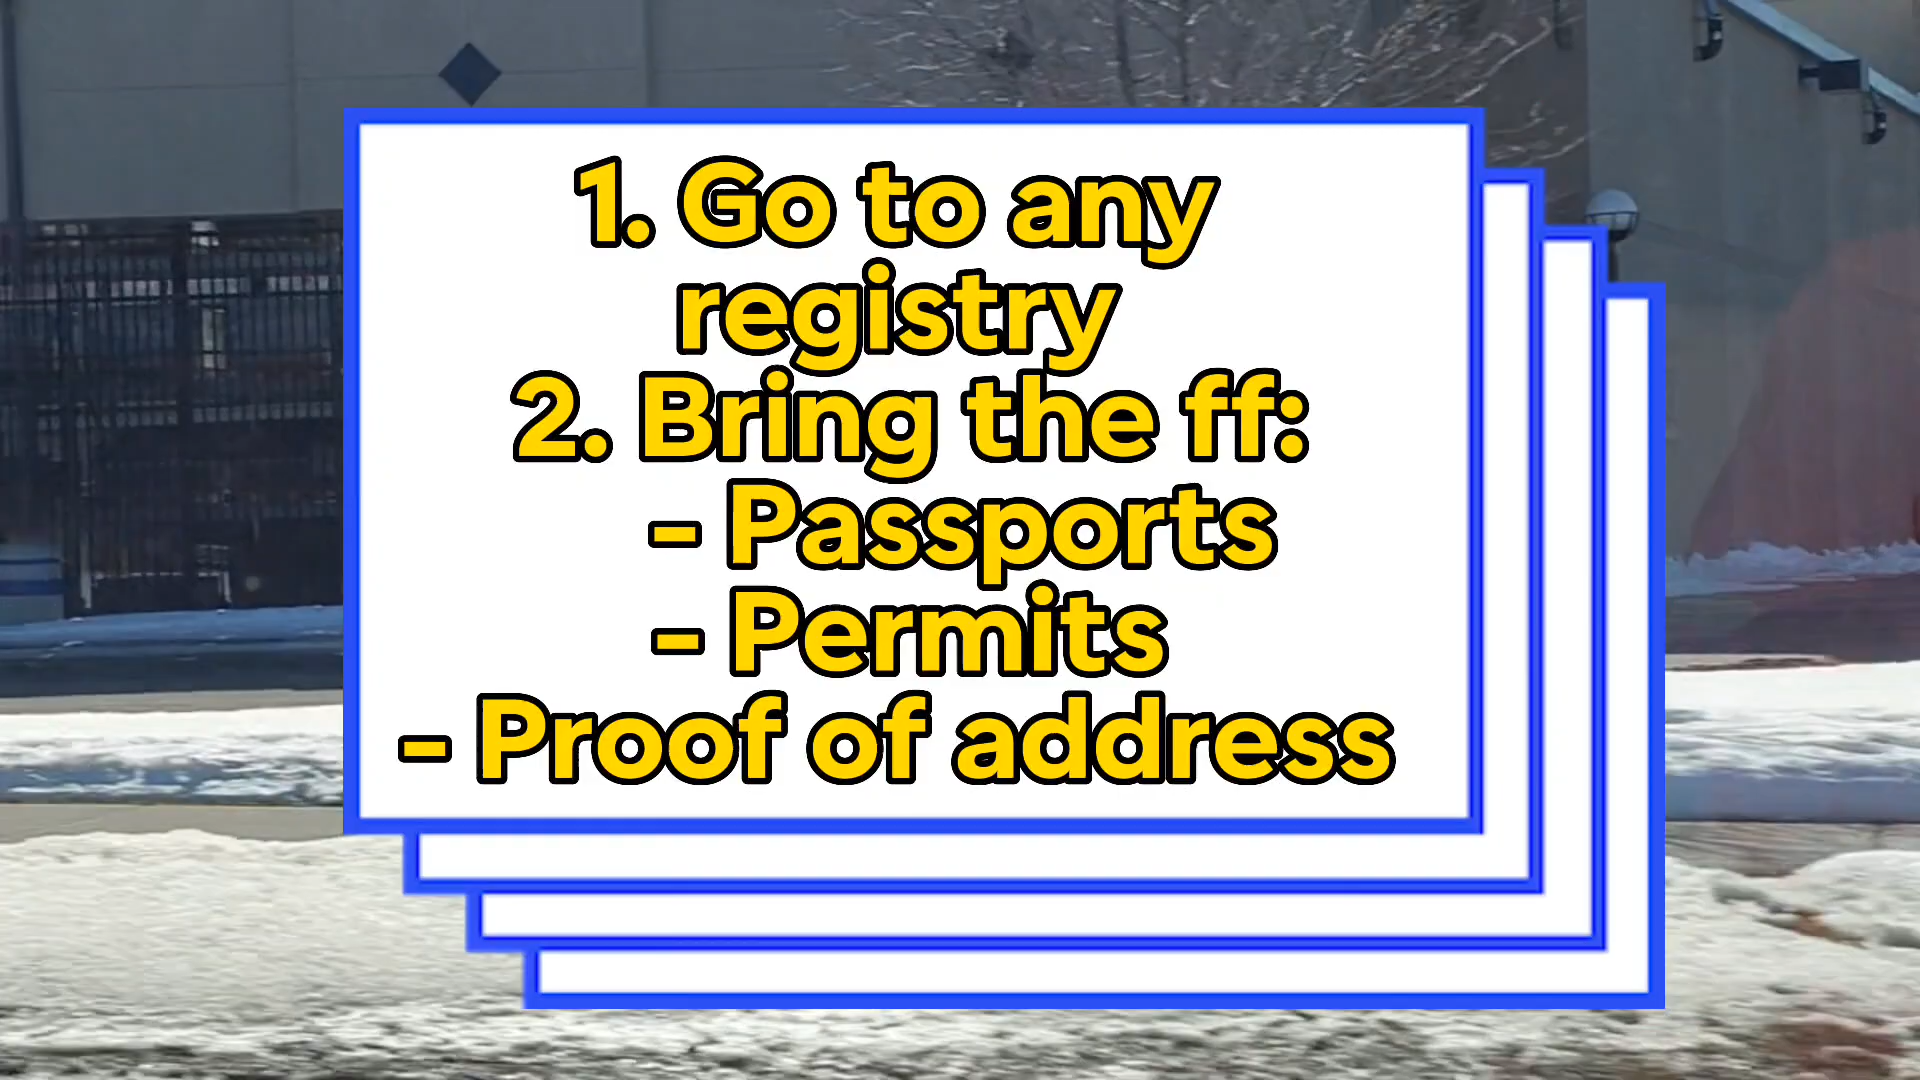 1. Go to any
registry
2. Bring the ff:
- Passports
- Permits
- Proof of address